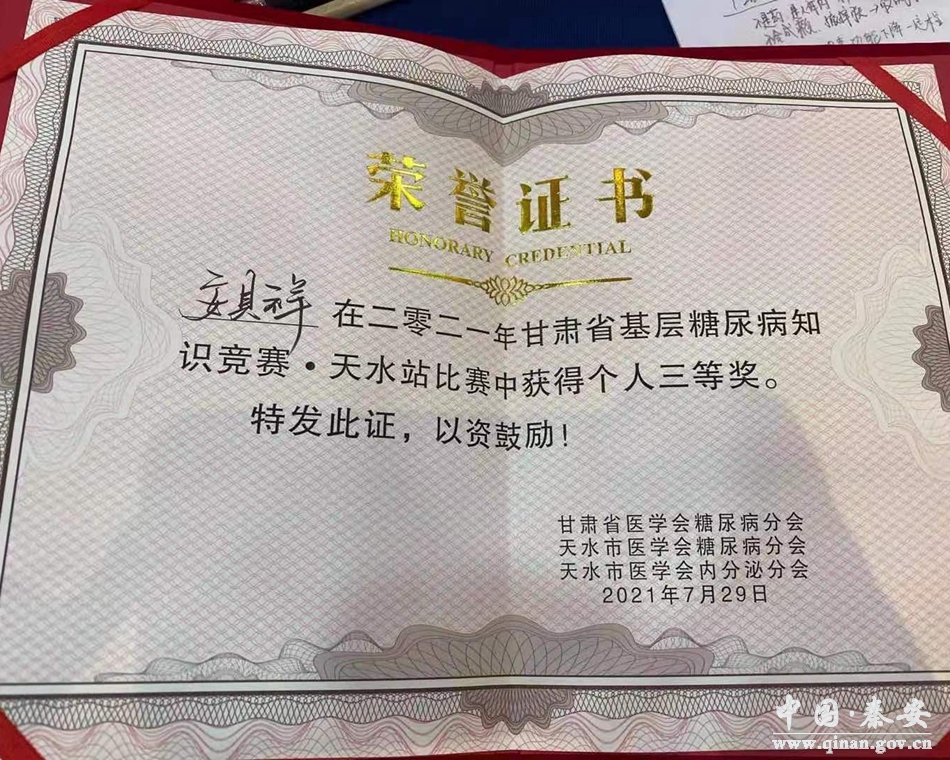 荣誉证书
HONORARY CREDENTIAL
在二零二一年甘肃省基层糖尿病知
识竞赛·天水站比赛中获得个人三等奖。
特发此证，以资鼓励！
甘肃省医学会糖尿病分会
天水市医学会糖尿病分会
天水市医学会内分泌分会
2021年7月29日
中国·秦安
www.qinan.gov.cn